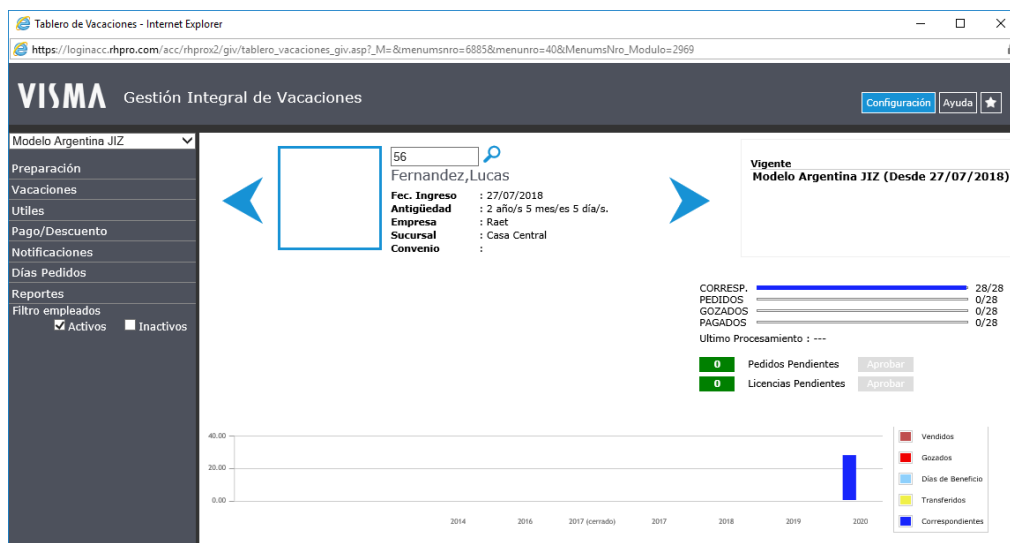 Tablero de Vacaciones - Internet Explorer
https://loginacc.rhpro.com/acc/rhprox2/giv/tablero_vacaciones_giv.asp?_M=&menumsnro=6885&menunro=40&MenumsNro_Modulo=2969
VISMA Gestión Integral de Vacaciones
Configuración Ayuda
Modelo Argentina JIZ
Preparación
Vacaciones
Utiles
Pago/Descuento
Notificaciones
Días Pedidos
Reportes
Filtro empleados
Activos Inactivos
56
Fernandez,Lucas
Fec. Ingreso : 27/07/2018
Antigüedad : 2 año/s 5 mes/es 5 día/s.
Empresa : Raet
Sucursal : Casa Central
Convenio :
Vigente
Modelo Argentina JIZ (Desde 27/07/2018)
CORRESP. 28/28
PEDIDOS 0/28
GOZADOS 0/28
PAGADOS 0/28
Ultimo Procesamiento : ---
0 Pedidos Pendientes Aprobar
0 Licencias Pendientes Aprobar
40.00
20.00
0.00
2014 2016 2017 (cerrado) 2017 2018 2019 2020
Vendidos
Gozados
Días de Beneficio
Transferidos
Correspondientes